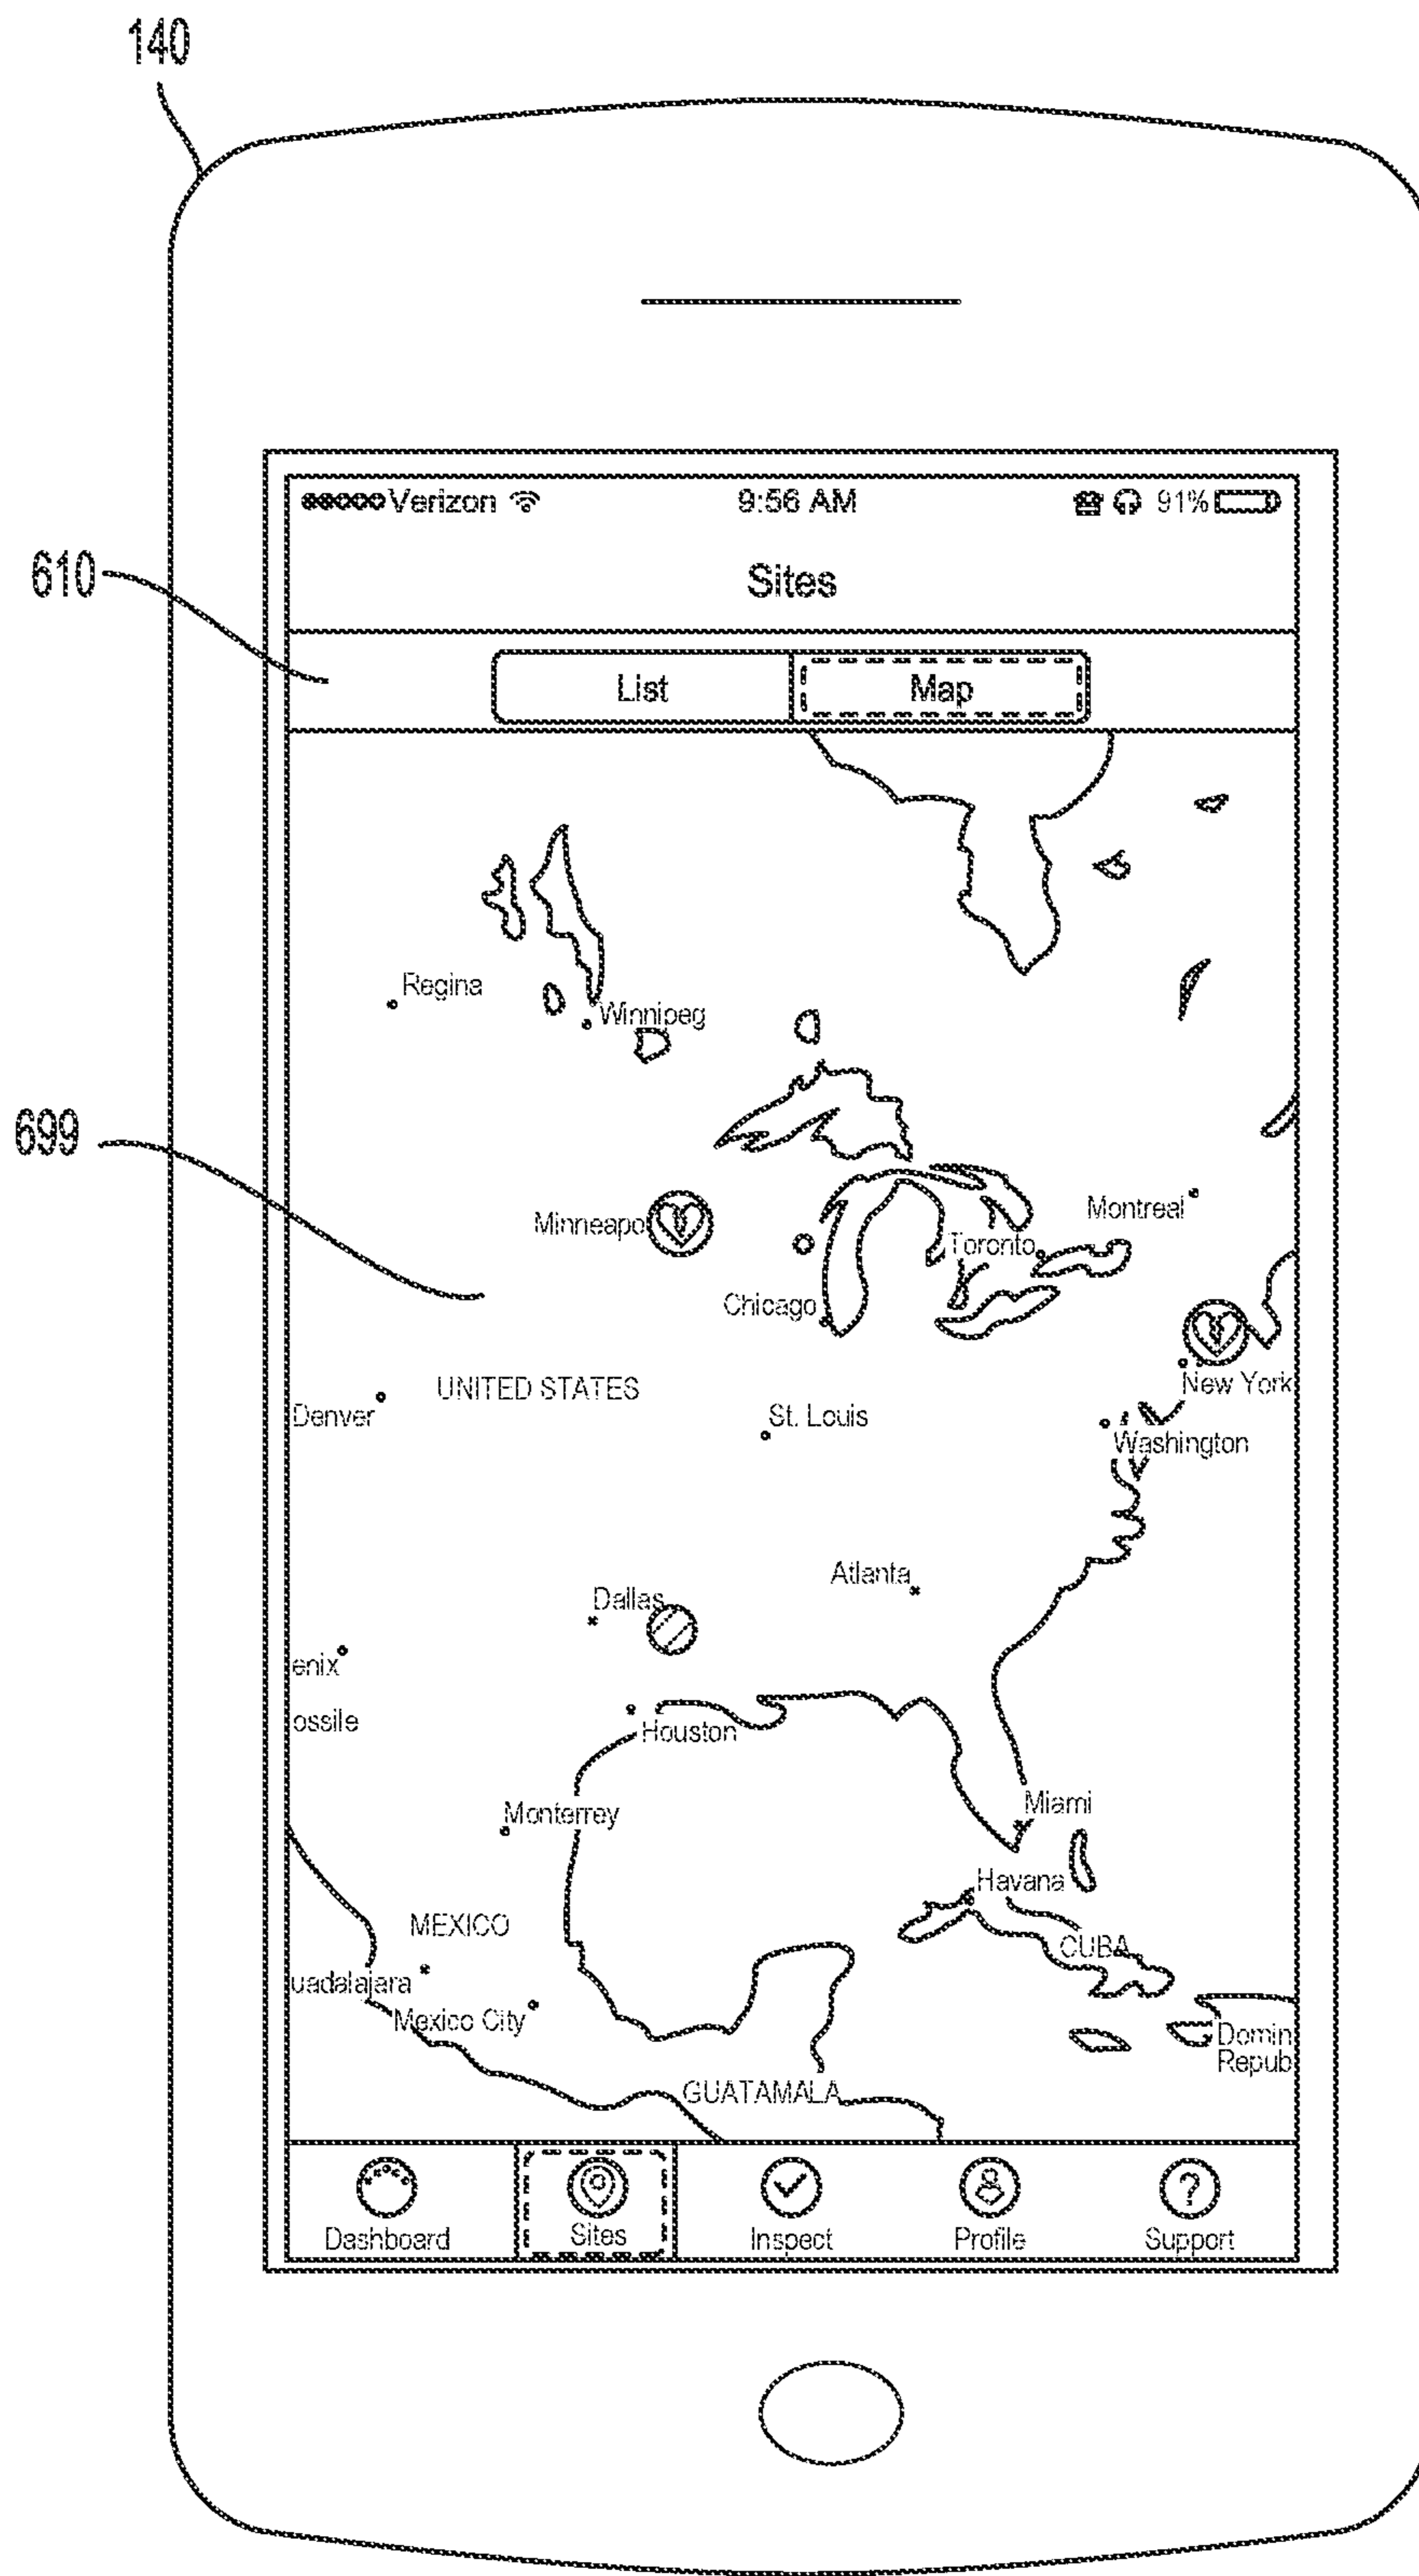 140
Verizon 9:56 AM 91%
610
Sites
List Map
Regina
Winnipeg
699
Montreal
Minneapo
Toronto
Chicago
New York
UNITED STATES
Denver
St. Louis
Washington
Atlanta
Dallas
enix
ossile
Houston
Miami
Monterrey
Havana
MEXICO
CUBA
uadalajara
Mexico City
Domin
Repub
GUATAMALA
Dashboard Sites Inspect Profile Support